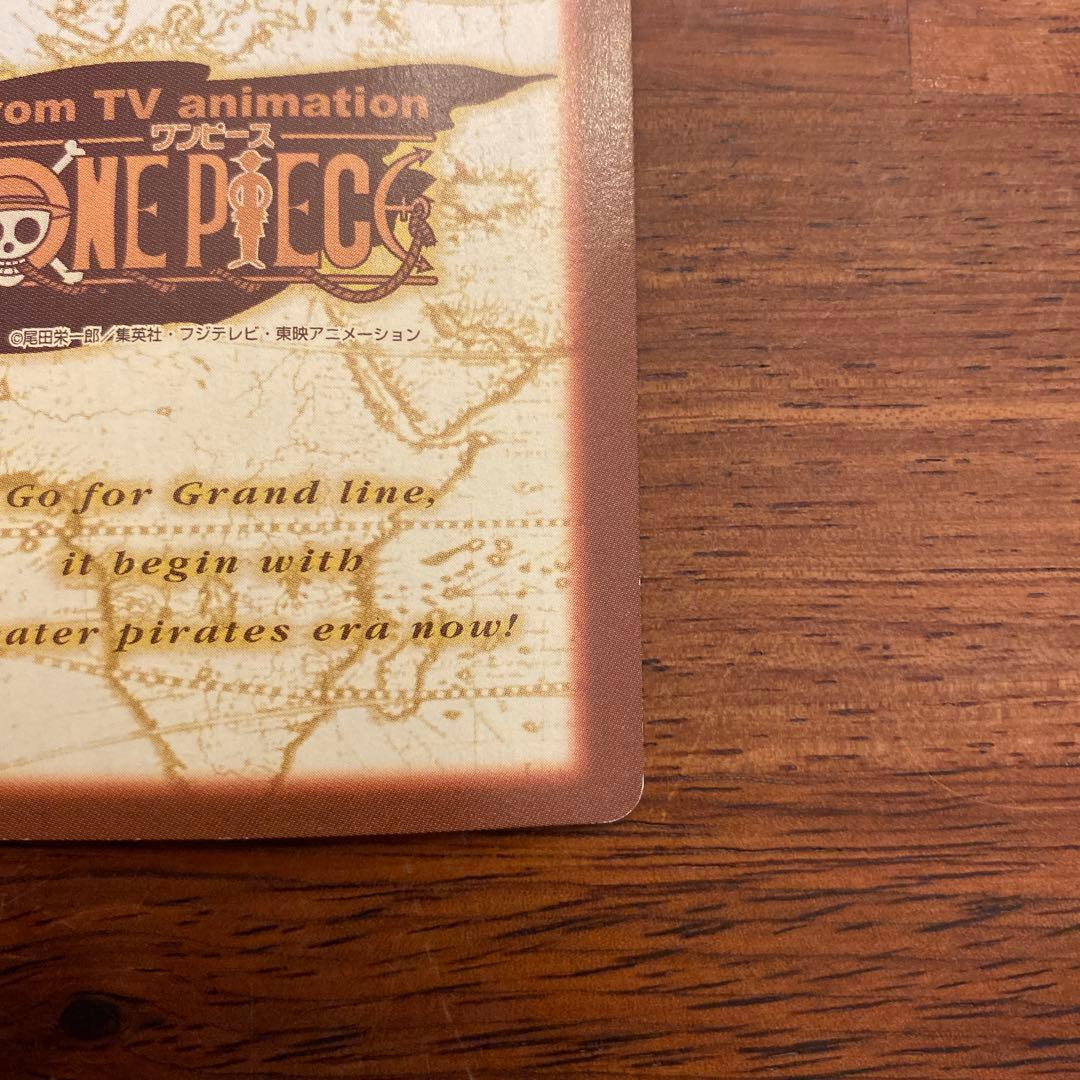 rom TV animation
ワンピース
ONE PIECE
©尾田栄一郎／集英社・フジテレビ・東映アニメーション
Go for Grand line,
it begin with
eater pirates era now!